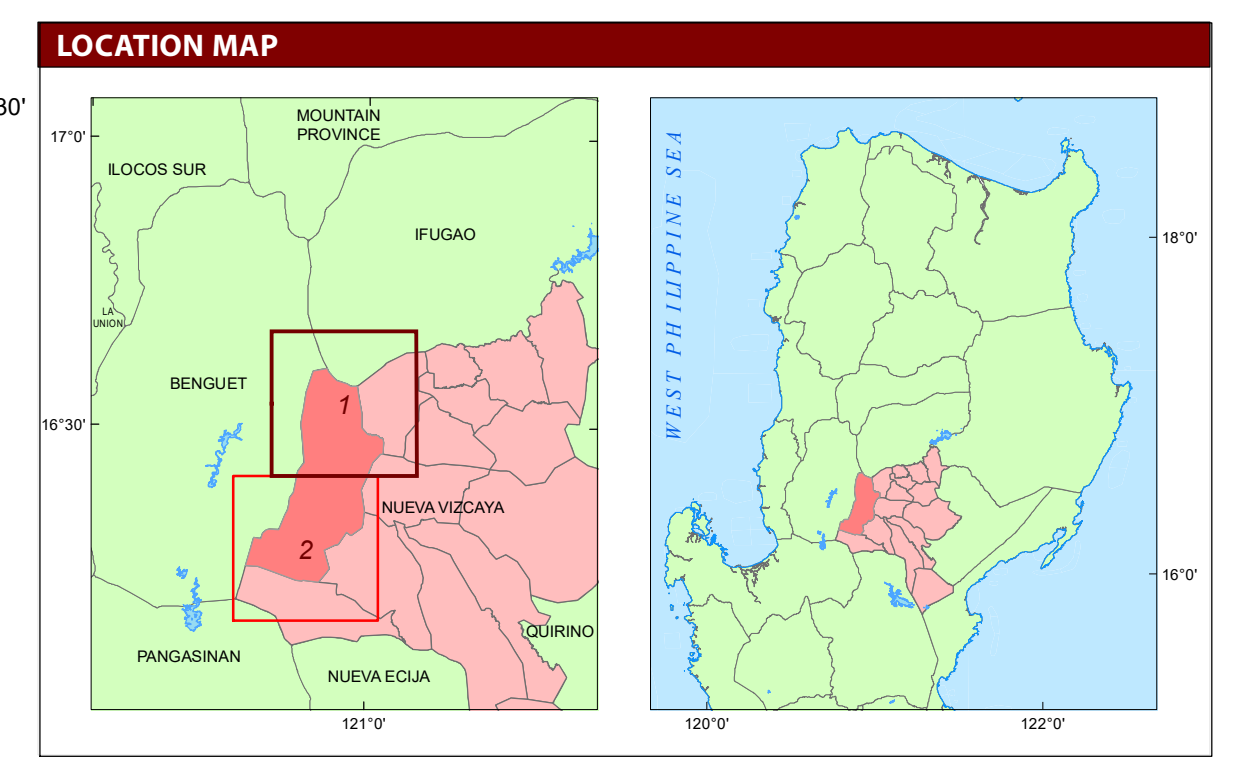 LOCATION MAP
30'
17°0'
MOUNTAIN
PROVINCE
ILOCOS SUR
IFUGAO
LA
UNION
BENGUET
1
16°30'
NUEVA VIZCAYA
2
QUIRINO
PANGASINAN
NUEVA ECIJA
121°0'
WEST PHILIPPINE SEA
18°0'
16°0'
120°0'
122°0'